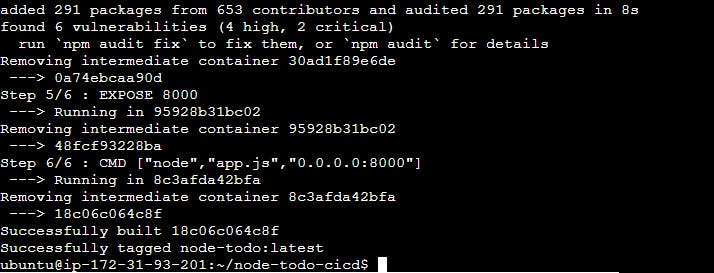 added 291 packages from 653 contributors and audited 291 packages in 8s
found 6 vulnerabilities (4 high, 2 critical)
  run `npm audit fix` to fix them, or `npm audit` for details
Removing intermediate container 30ad1f89e6de
 ---> 0a74ebcaa90d
Step 5/6 : EXPOSE 8000
 ---> Running in 95928b31bc02
Removing intermediate container 95928b31bc02
 ---> 48fcf93228ba
Step 6/6 : CMD ["node","app.js","0.0.0.0:8000"]
 ---> Running in 8c3afda42bfa
Removing intermediate container 8c3afda42bfa
 ---> 18c06c064c8f
Successfully built 18c06c064c8f
Successfully tagged node-todo:latest
ubuntu@ip-172-31-93-201:~/node-todo-cicd$